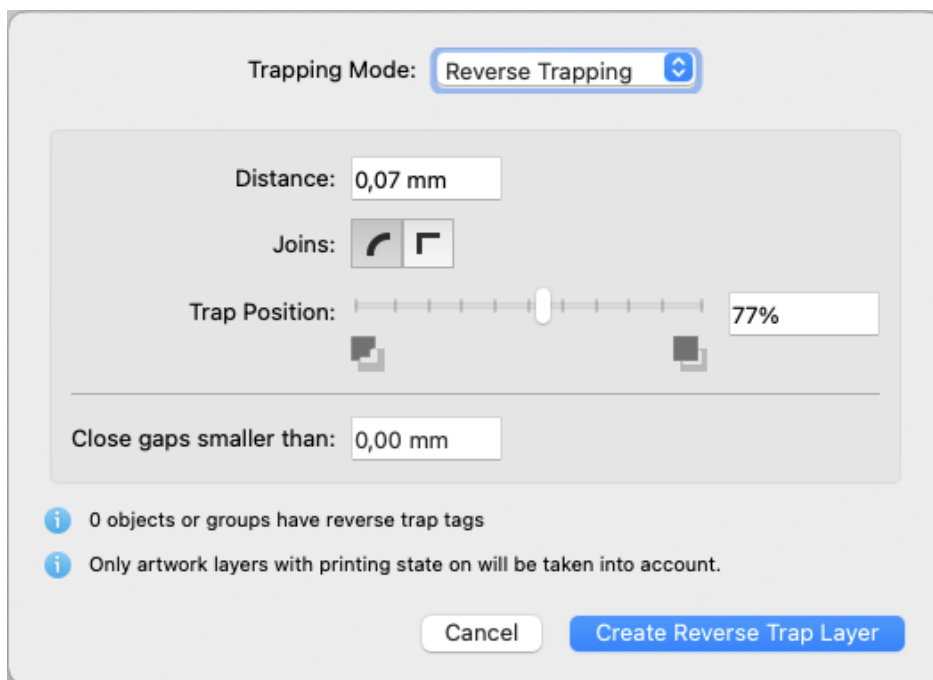 Trapping Mode: Reverse Trapping
Distance: 0,07 mm
Joins:
Trap Position: 77%
Close gaps smaller than: 0,00 mm
0 objects or groups have reverse trap tags
Only artwork layers with printing state on will be taken into account.
Cancel Create Reverse Trap Layer